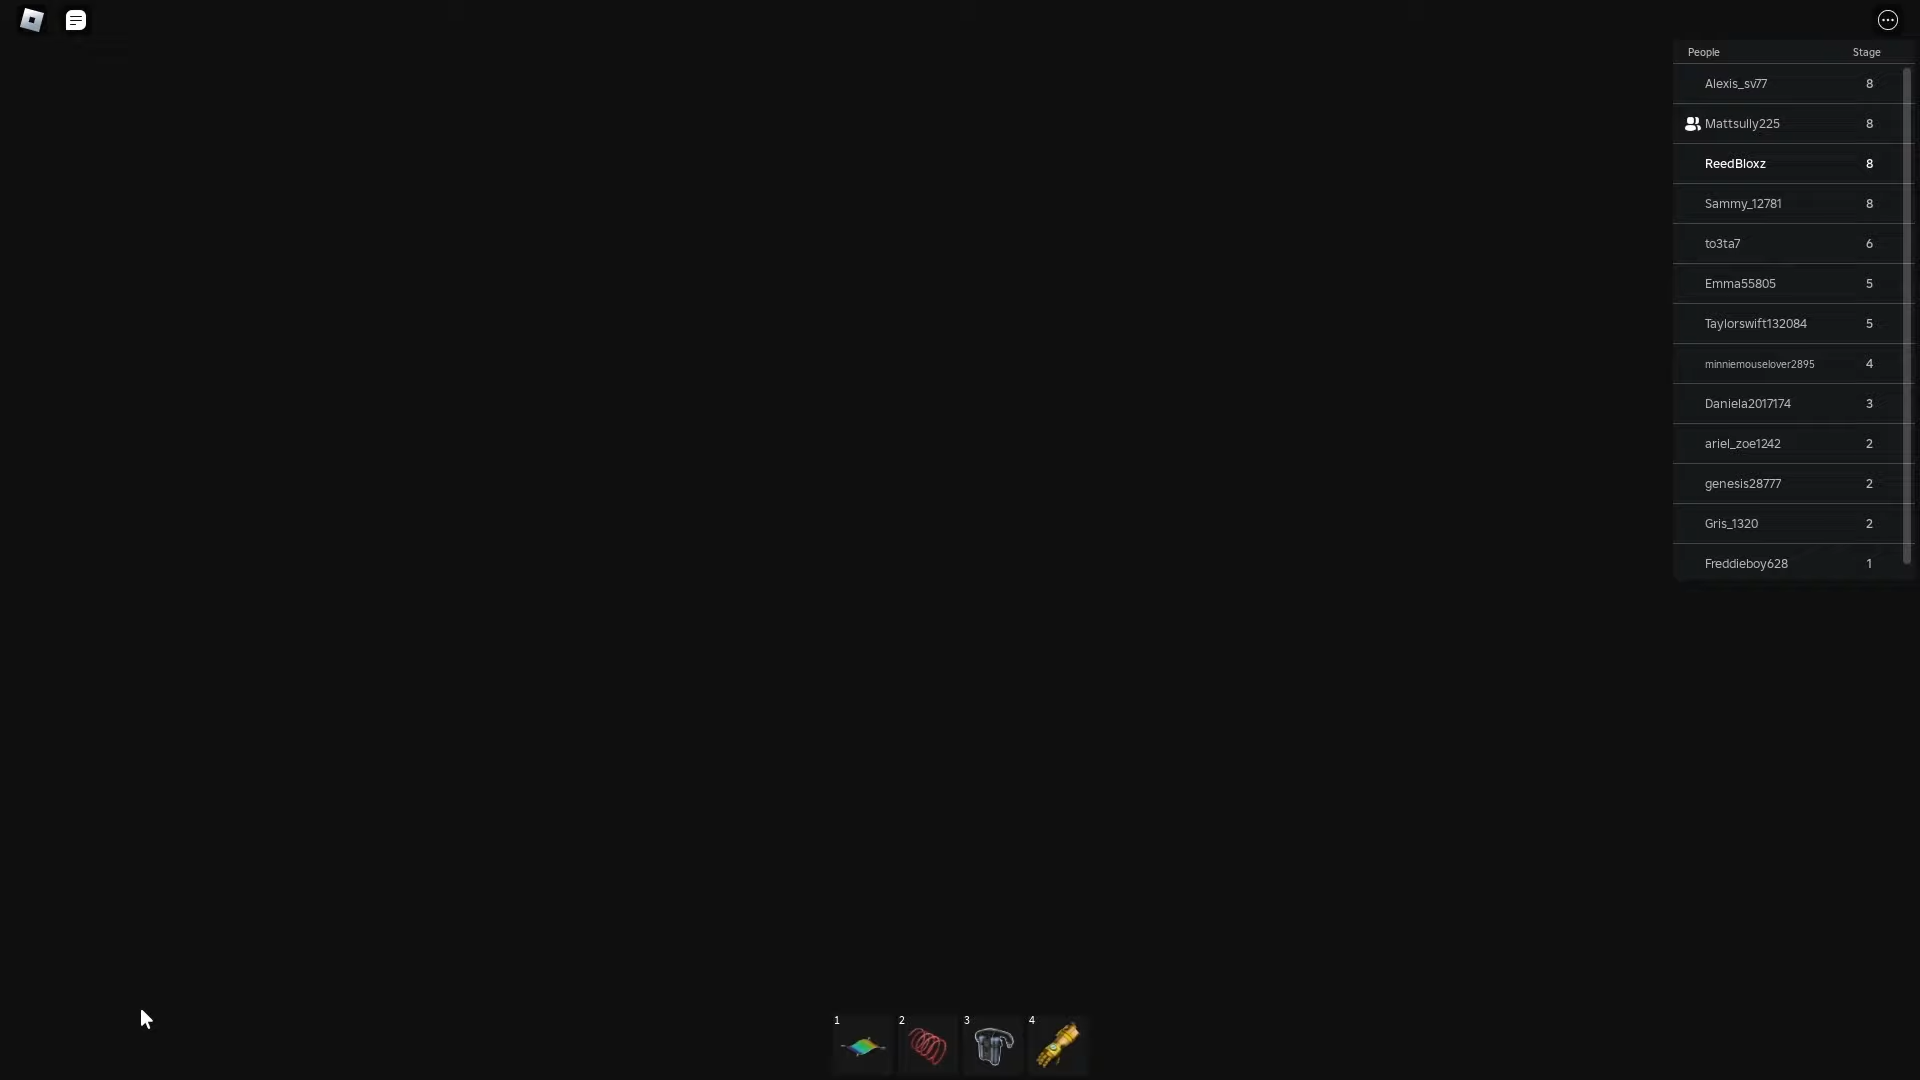 People Stage
Alexis_sv77 8
Mattsully225 8
ReedBloxz 8
Sammy_12781 8
to3ta7 6
Emma55805 5
Taylorswift132084 5
minniemouselover2895 4
Daniela2017174 3
ariel_zoe1242 2
genesis28777 2
Gris_1320 2
Freddieboy628 1
1 2 3 4